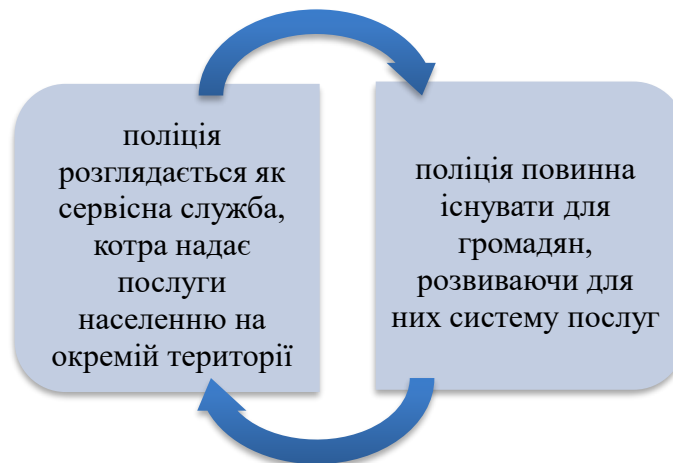 поліція
розглядається як
сервісна служба,
котра надає
послуги
населенню на
окремій території
поліція повинна
існувати для
громадян,
розвиваючи для
них систему послуг